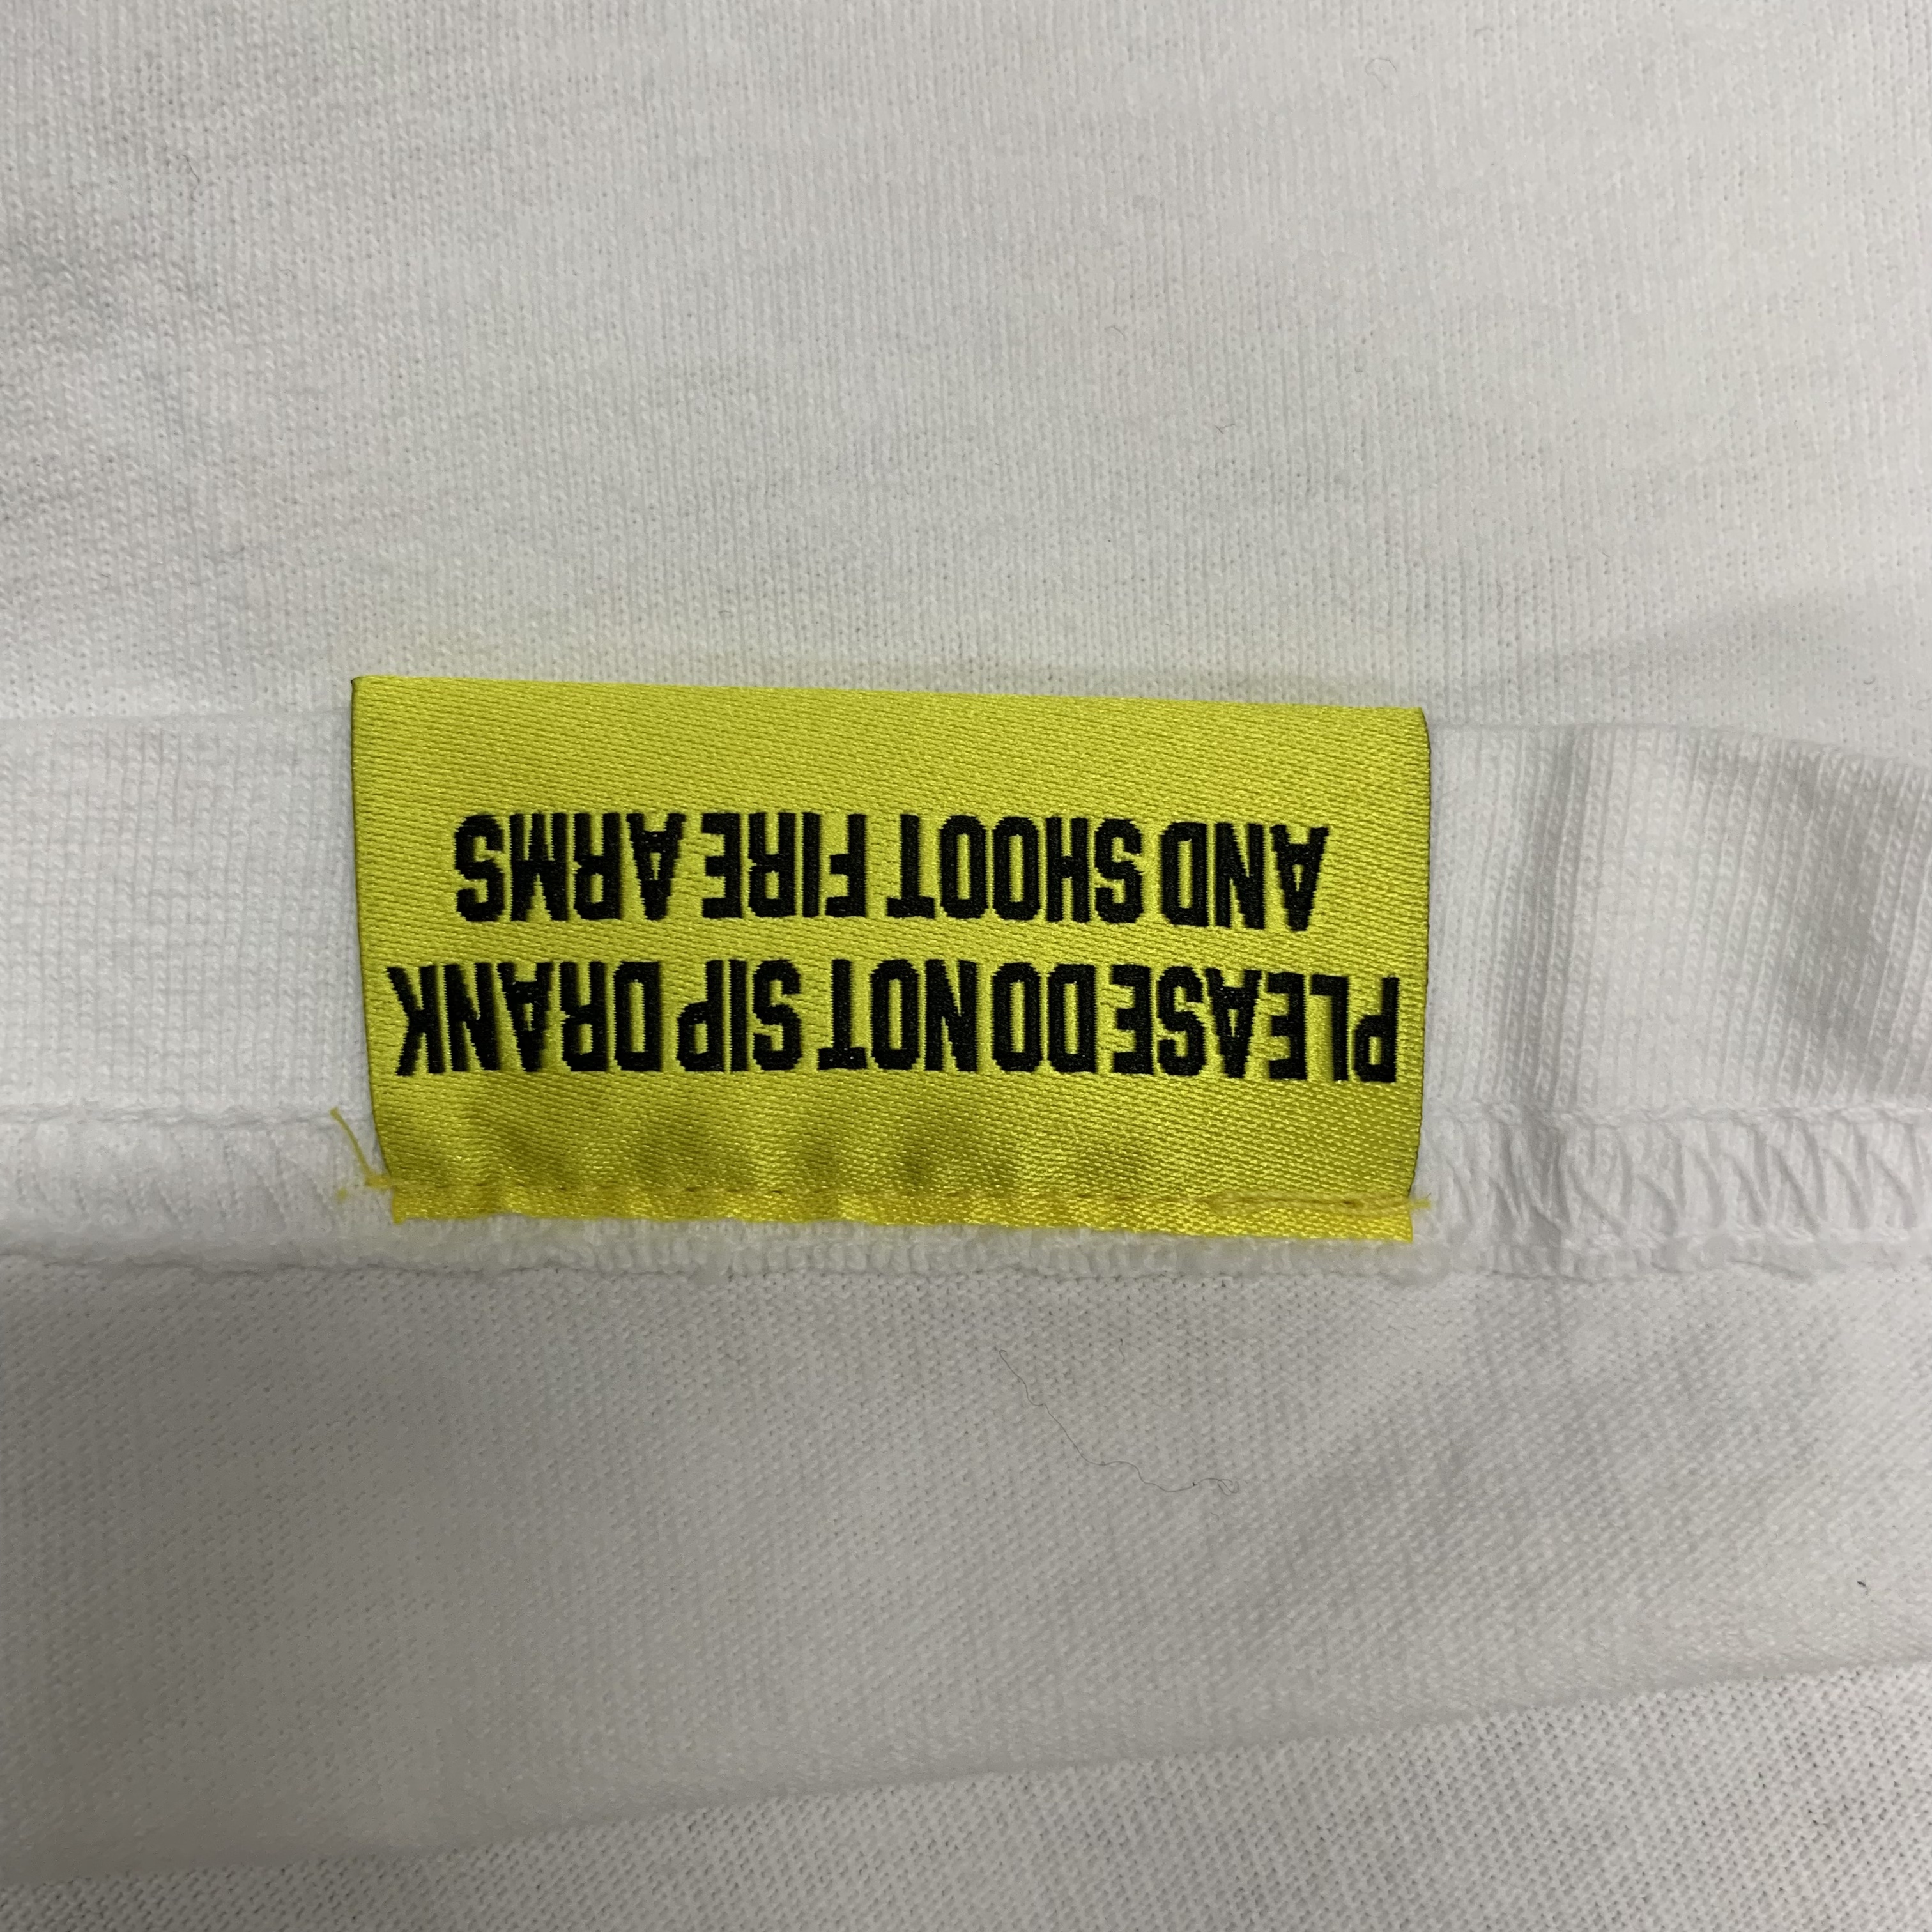 PLEASE DO NOT SIP DRANK
AND SHOOT FIRE ARMS